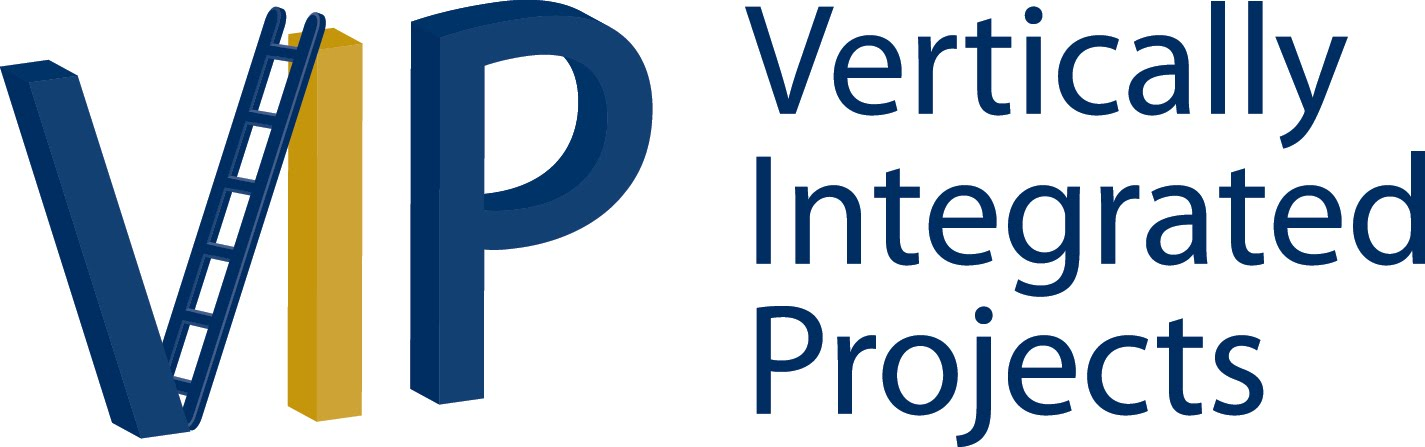 VIP
Vertically
Integrated
Projects